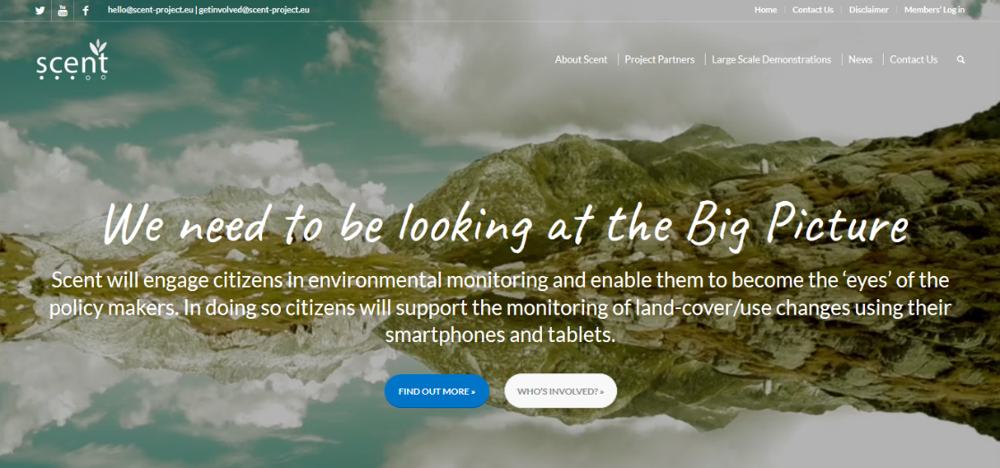 hello@scent-project.eu | getinvolved@scent-project.eu
Home Contact Us Disclaimer Members' Log in
scent
About Scent Project Partners Large Scale Demonstrations News Contact Us
We need to be looking at the Big Picture
Scent will engage citizens in environmental monitoring and enable them to become the ‘eyes’ of the
policy makers. In doing so citizens will support the monitoring of land-cover/use changes using their
smartphones and tablets.
FIND OUT MORE »
WHO'S INVOLVED? »